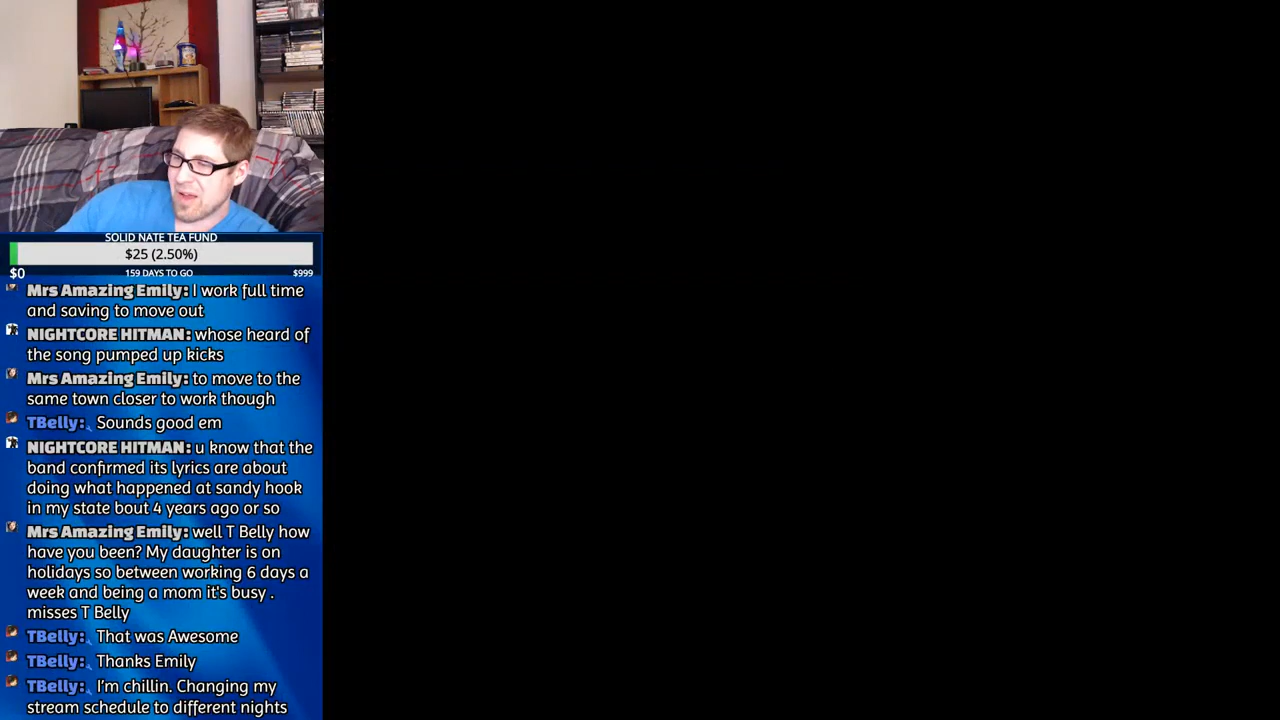 SOLID NATE TEA FUND
$25 (2.50%)
$0 159 DAYS TO GO $999
Mrs Amazing Emily: I work full time
and saving to move out
NIGHTCORE HITMAN: whose heard of
the song pumped up kicks
Mrs Amazing Emily: to move to the
same town closer to work though
TBelly: Sounds good em
NIGHTCORE HITMAN: u know that the
band confirmed its lyrics are about
doing what happened at sandy hook
in my state bout 4 years ago or so
Mrs Amazing Emily: well T Belly how
have you been? My daughter is on
holidays so between working 6 days a
week and being a mom it's busy .
misses T Belly
TBelly: That was Awesome
TBelly: Thanks Emily
TBelly: I'm chillin. Changing my
stream schedule to different nights